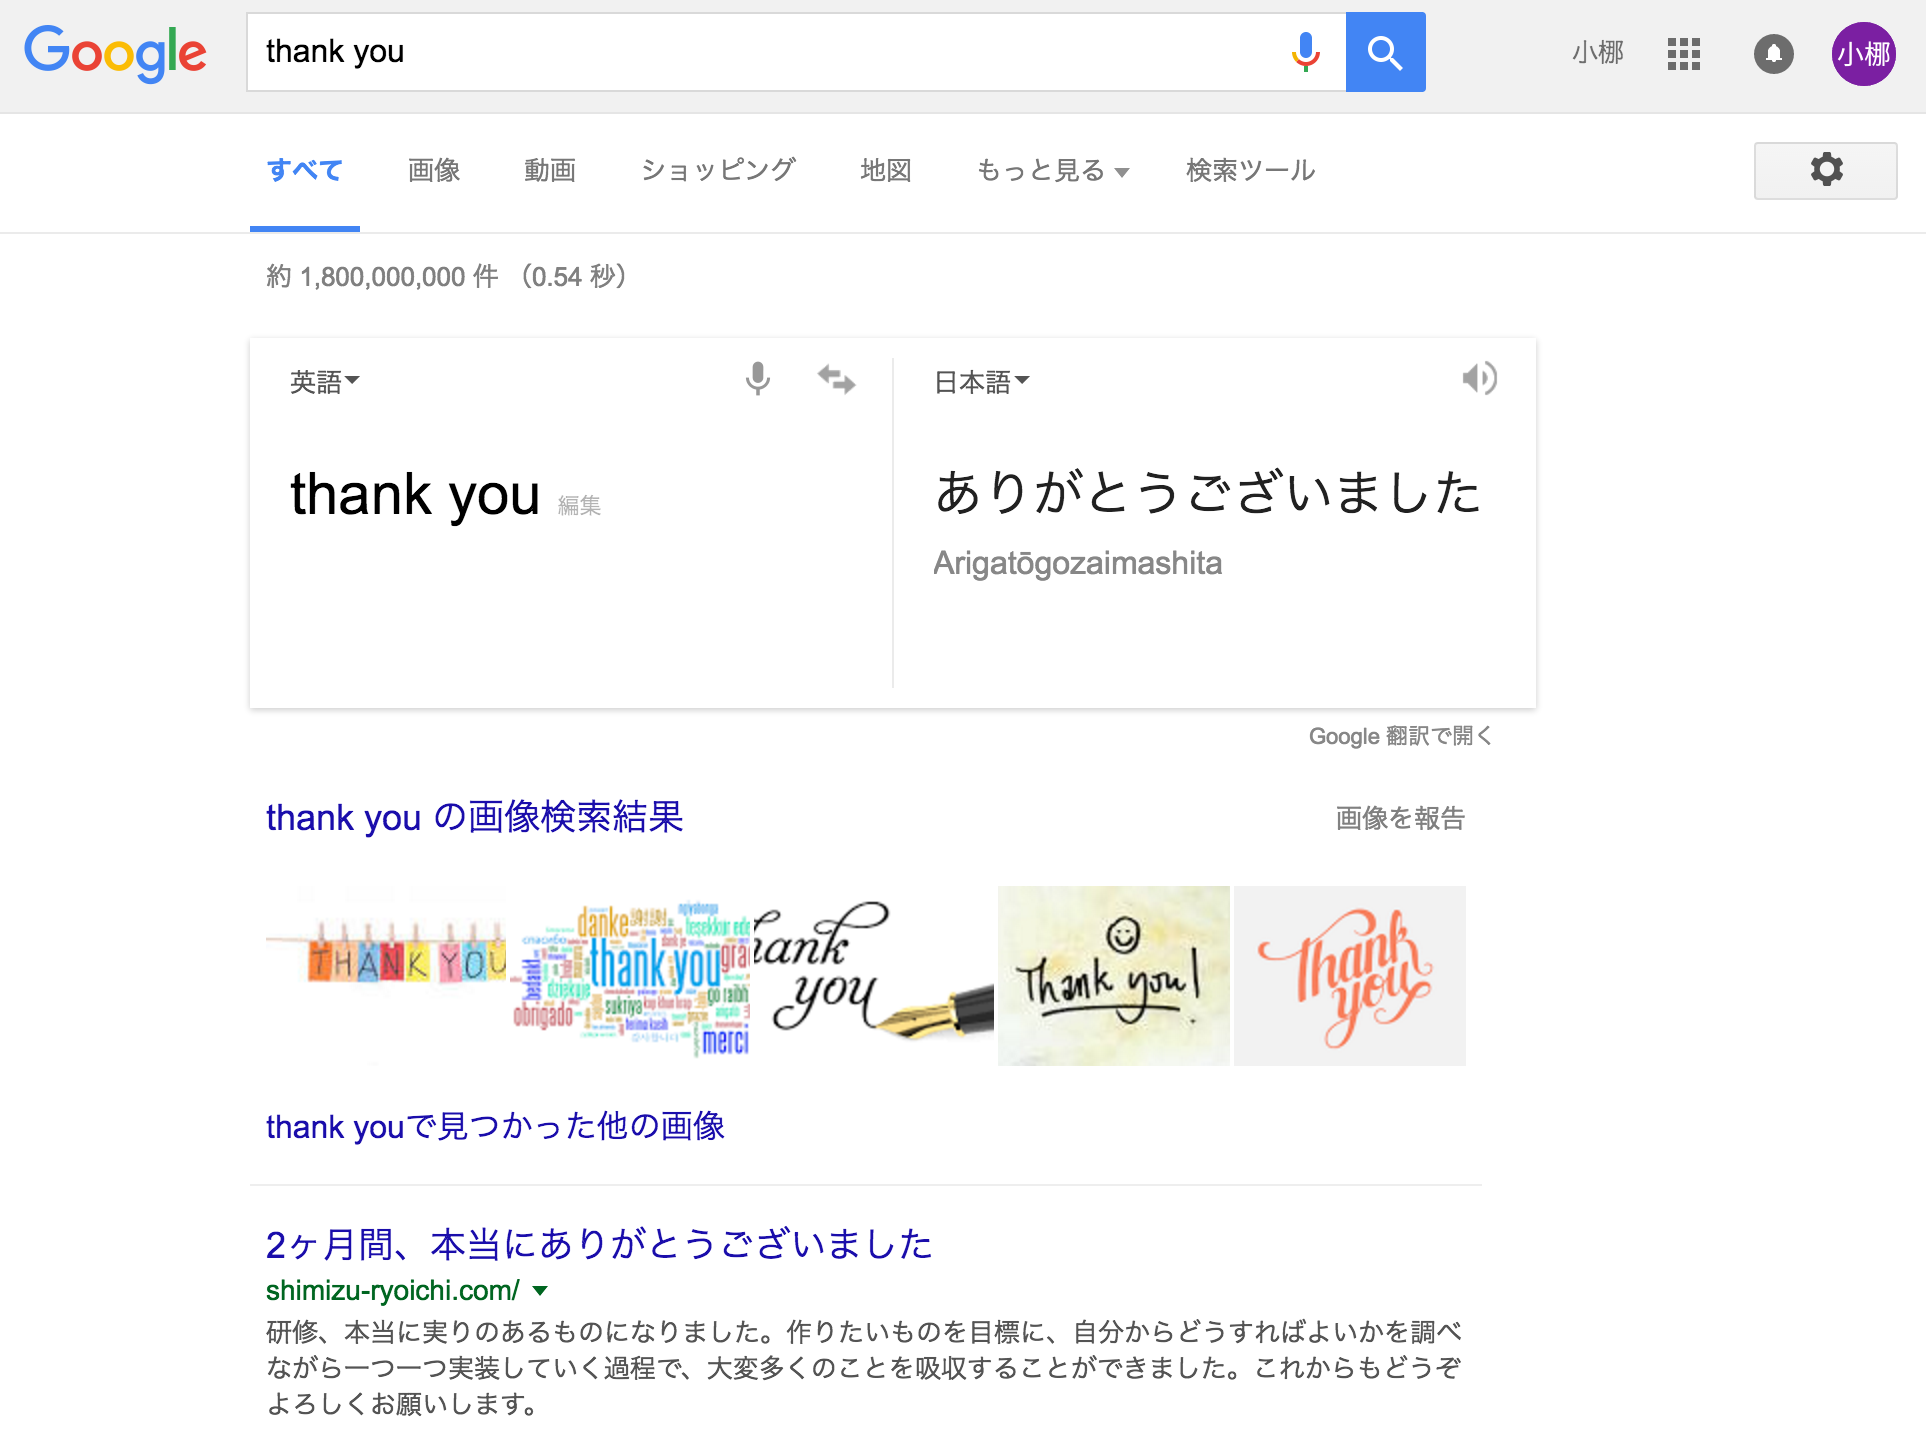 Google
thank you
小梛
小梛
すべて 画像 動画 ショッピング 地図 もっと見る 検索ツール
約 1,800,000,000 件 （0.54 秒）
英語
日本語
thank you 編集
ありがとうございました
Arigatōgozaimashita
Google 翻訳で開く
thank you の画像検索結果
画像を報告
THANK YOU
danke
teşekkür ede
спасибо
thank you
gra
bedankt
dziękuję
obrigado
sukriya
go raibh
merci
hank
you
Thank you!
Thank
you
thank youで見つかった他の画像
2ヶ月間、本当にありがとうございました
shimizu-ryoichi.com/
研修、本当に実りのあるものになりました。作りたいものを目標に、自分からどうすればよいかを調べ
ながら一つ一つ実装していく過程で、大変多くのことを吸収することができました。これからもどうぞ
よろしくお願いします。